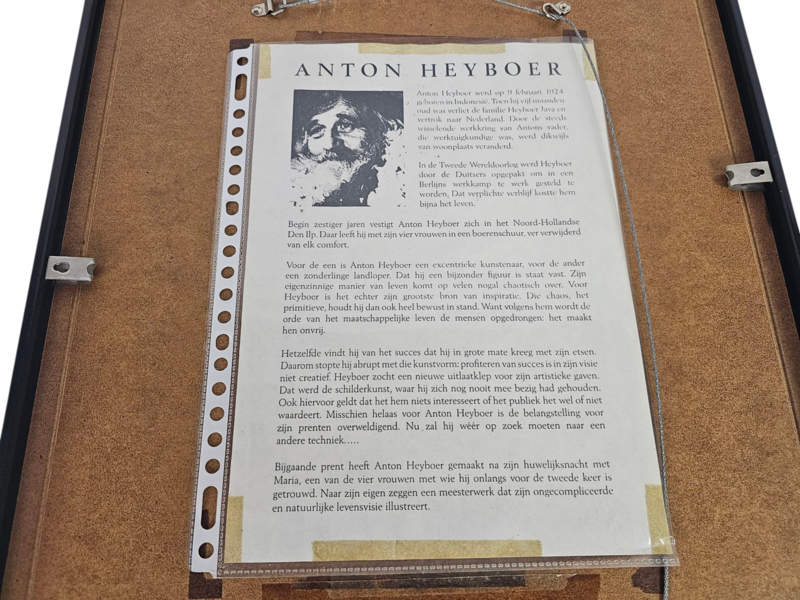 ANTON HEYBOER
Anton Heyboer werd op 9 februari 1924
geboren in Indonesië. Toen hij vijf maanden
oud was verliet de familie Heyboer Java en
vertrok naar Nederland. Door de steeds
wisselende werkkring van Antons vader,
die werktuigkundige was, werd dikwijls
van woonplaats veranderd.
In de Tweede Wereldoorlog werd Heyboer
door de Duitsers opgepakt om in een
Berlijns werkkamp te werk gesteld te
worden, Dat verplichte verblijf kostte hem
bijna het leven.
Begin zestiger jaren vestigt Anton Heyboer zich in het Noord-Hollandse
Den Ilp. Daar leeft hij met zijn vier vrouwen in een boerenschuur, ver verwijderd
van elk comfort.
Voor de een is Anton Heyboer een excentrieke kunstenaar, voor de ander
een zonderlinge landloper. Dat hij een bijzonder figuur is staat vast. Zijn
eigenzinnige manier van leven komt op velen nogal chaotisch over. Voor
Heyboer is het echter zijn grootste bron van inspiratie. Die chaos, het
primitieve, houdt hij dan ook heel bewust in stand. Want volgens hem wordt de
orde van het maatschappelijke leven de mensen opgedrongen: het maakt
hen onvrij.
Hetzelfde vindt hij van het succes dat hij in grote mate kreeg met zijn etsen.
Daarom stopte hij abrupt met die kunstvorm: profiteren van succes is in zijn visie
niet creatief. Heyboer zocht een nieuwe uitlaatklep voor zijn artistieke gaven.
Dat werd de schilderkunst, waar hij zich nog nooit mee bezig had gehouden.
Ook hiervoor geldt dat het hem niets interesseert of het publiek het wel of niet
waardeert. Misschien helaas voor Anton Heyboer is de belangstelling voor
zijn prenten overweldigend. Nu zal hij wéér op zoek moeten naar een
andere techniek.....
Bijgaande prent heeft Anton Heyboer gemaakt na zijn huwelijksnacht met
Maria, een van de vier vrouwen met wie hij onlangs voor de tweede keer is
getrouwd. Naar zijn eigen zeggen een meesterwerk dat zijn ongecompliceerde
en natuurlijke levensvisie illustreert.